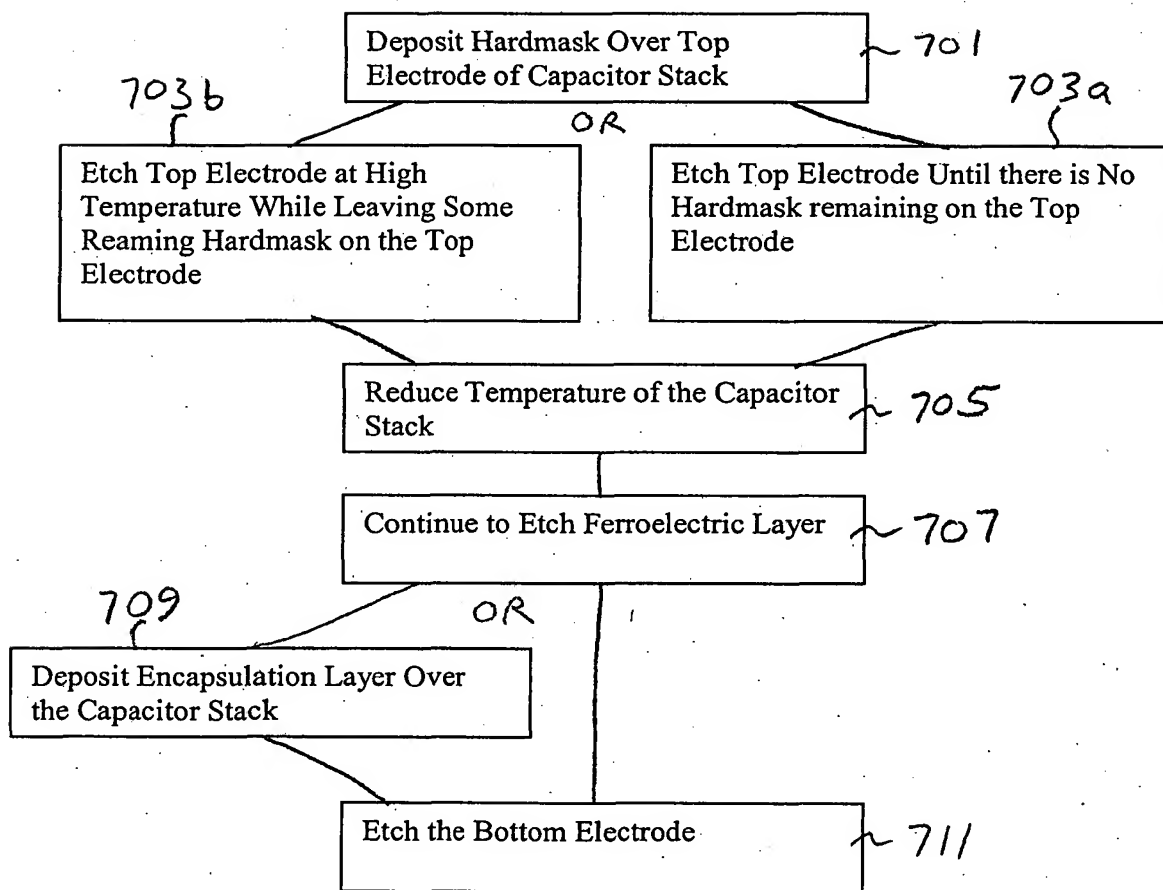 Deposit Hardmask Over Top
Electrode of Capacitor Stack
701
703b
OR
703a
Etch Top Electrode at High
Temperature While Leaving Some
Reaming Hardmask on the Top
Electrode
Etch Top Electrode Until there is No
Hardmask remaining on the Top
Electrode
Reduce Temperature of the Capacitor
Stack
705
Continue to Etch Ferroelectric Layer
707
709
OR
Deposit Encapsulation Layer Over
the Capacitor Stack
Etch the Bottom Electrode
711